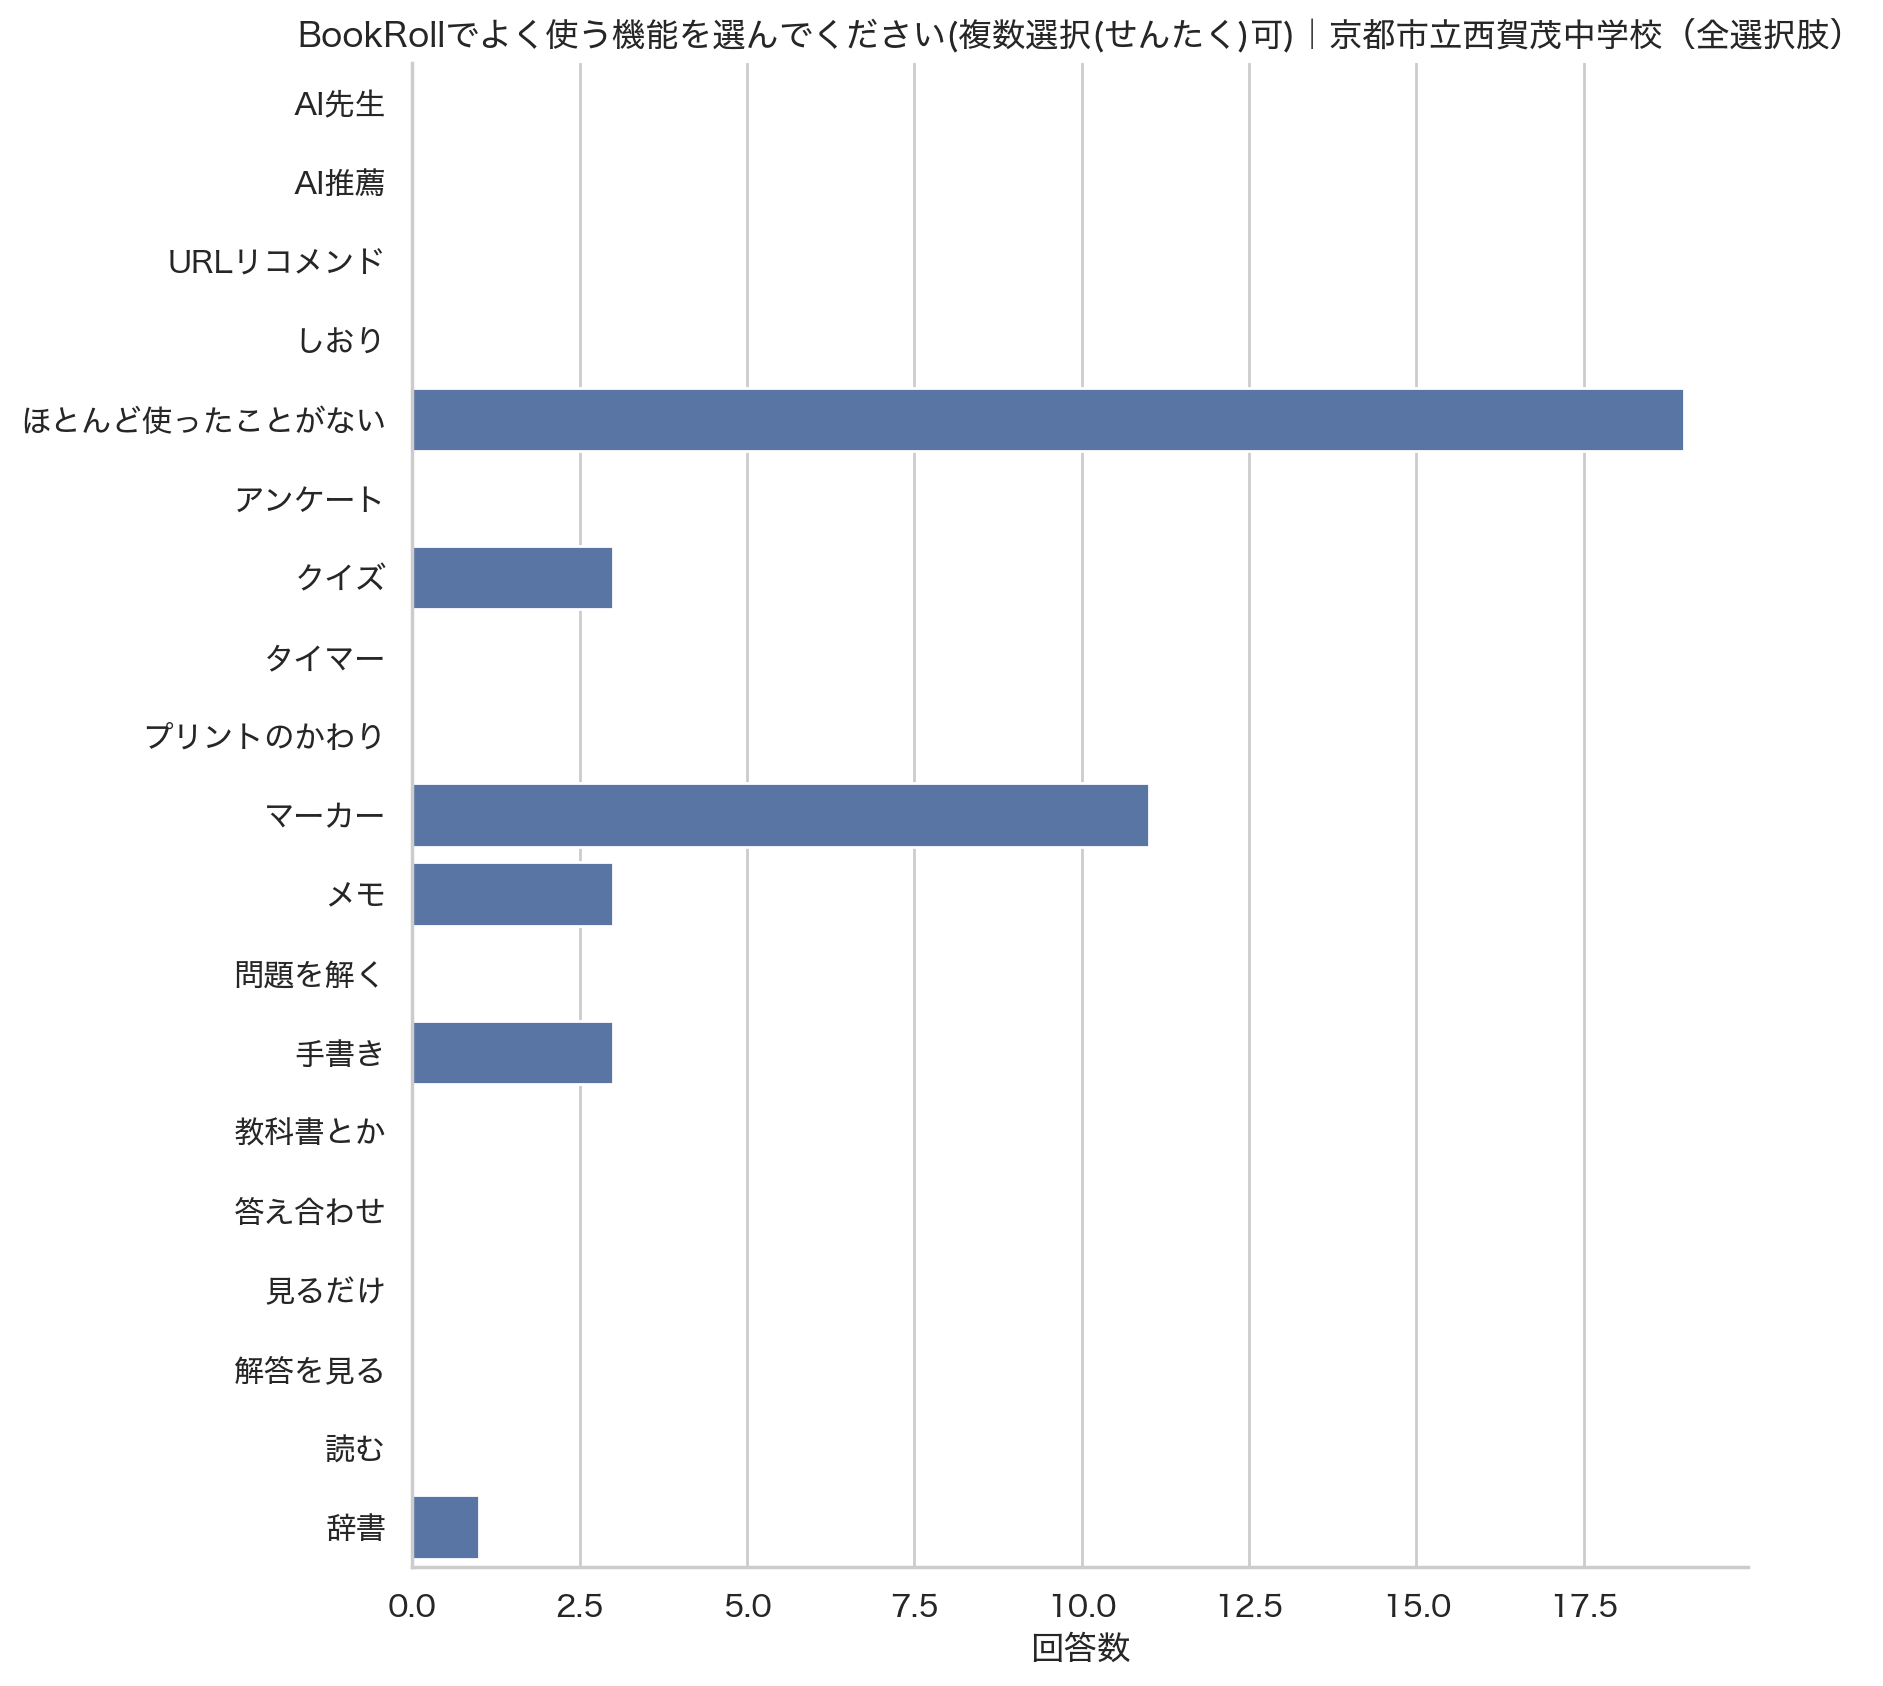 BookRollでよく使う機能を選んでください(複数選択(せんたく)可)｜京都市立西賀茂中学校（全選択肢）
AI先生
AI推薦
URLリコメンド
しおり
ほとんど使ったことがない
アンケート
クイズ
タイマー
プリントのかわり
マーカー
メモ
問題を解く
手書き
教科書とか
答え合わせ
見るだけ
解答を見る
読む
辞書
0.0 2.5 5.0 7.5 10.0 12.5 15.0 17.5
回答数